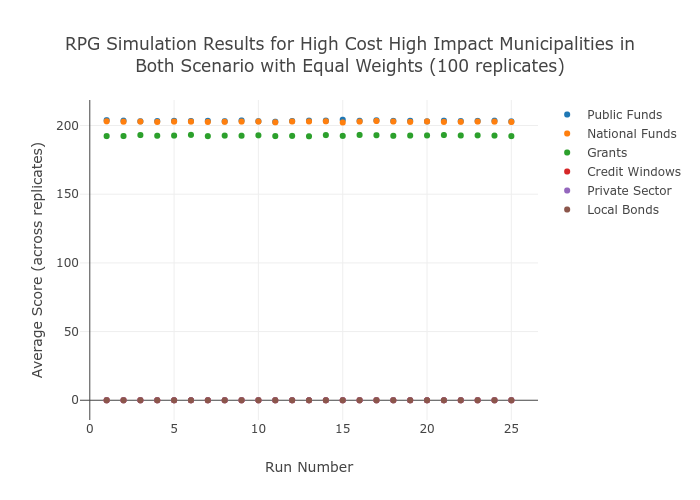 RPG Simulation Results for High Cost High Impact Municipalities in
Both Scenario with Equal Weights (100 replicates)
Average Score (across replicates)
200
150
100
50
0
0
5
10
15
20
25
Run Number
Public Funds
National Funds
Grants
Credit Windows
Private Sector
Local Bonds